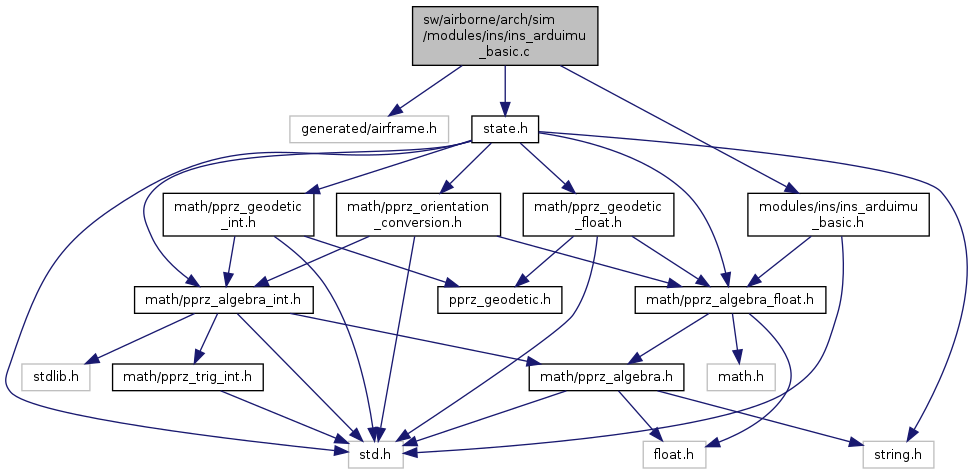 sw/airborne/arch/sim
/modules/ins/ins_arduimu
_basic.c
generated/airframe.h
state.h
math/pprz_geodetic
_int.h
math/pprz_orientation
_conversion.h
math/pprz_geodetic
_float.h
modules/ins/ins_arduimu
_basic.h
math/pprz_algebra_int.h
pprz_geodetic.h
math/pprz_algebra_float.h
stdlib.h
math/pprz_trig_int.h
math/pprz_algebra.h
math.h
std.h
float.h
string.h